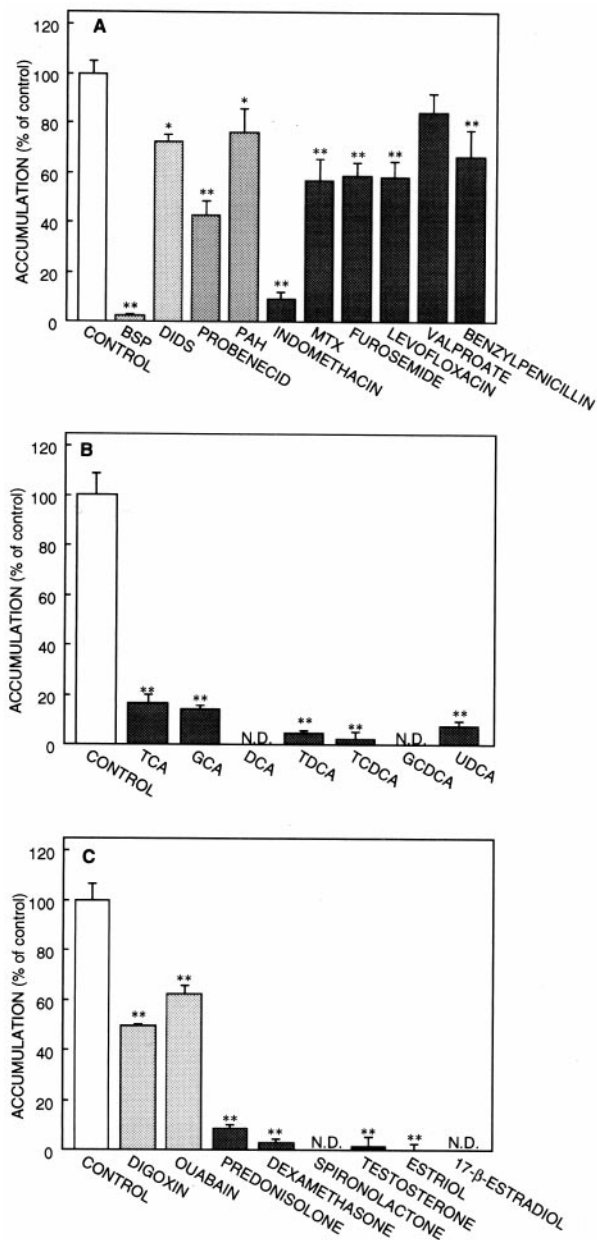 A
ACCUMULATION (% of control)
120
100
80
60
40
20
0
**
*
**
*
**
**
**
**
**
CONTROL
BSP
DIDS
PROBENECID
PAH
INDOMETHACIN
MTX
FUROSEMIDE
LEVOFLOXACIN
VALPROATE
BENZYLPENICILLIN
B
ACCUMULATION (% of control)
120
100
80
60
40
20
0
**
**
N.D.
**
**
N.D.
**
CONTROL
TCA
GCA
DCA
TDCA
TCDCA
GCDCA
UDCA
C
ACCUMULATION (% of control)
120
100
80
60
40
20
0
**
**
**
**
N.D.
**
**
N.D.
CONTROL
DIGOXIN
OUABAIN
PREDONISOLONE
DEXAMETHASONE
SPIRONOLACTONE
TESTOSTERONE
ESTRIOL
17-β-ESTRADIOL